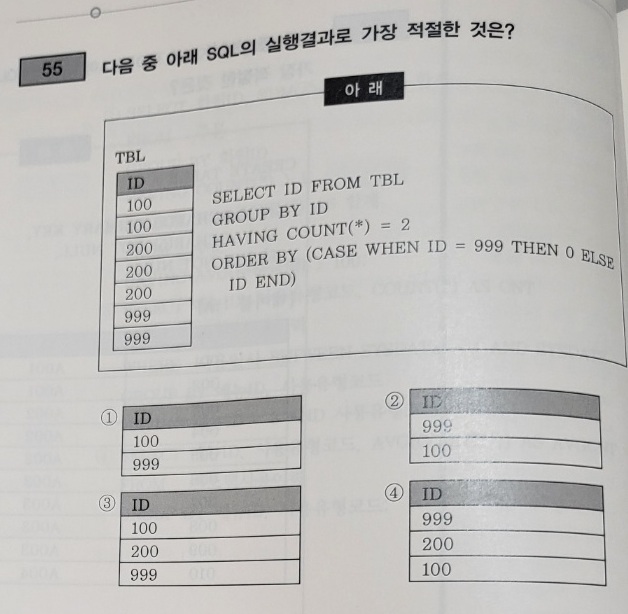 55 다음 중 아래 SQL의 실행결과로 가장 적절한 것은?
아 래
TBL
ID
100
100
200
200
200
999
999
SELECT ID FROM TBL
GROUP BY ID
HAVING COUNT(*) = 2
ORDER BY (CASE WHEN ID = 999 THEN 0 ELSE
ID END)
① ID
100
999
② ID
999
100
③ ID
100
200
999
④ ID
999
200
100